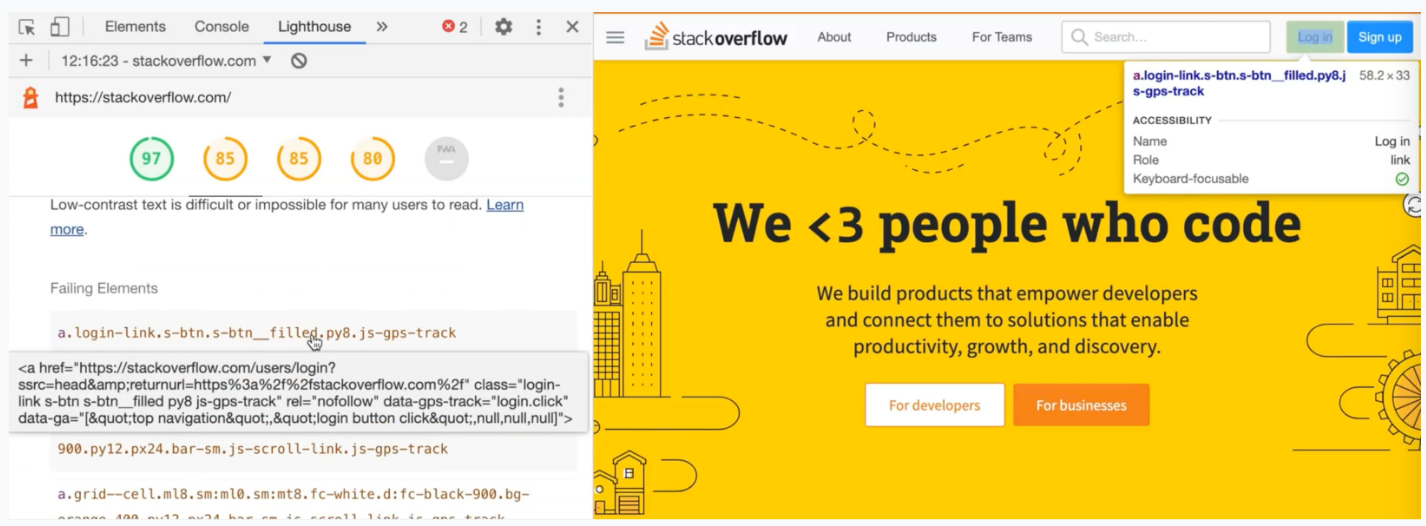 Elements Console Lighthouse » 2
+ 12:16:23 - stackoverflow.com ▼
https://stackoverflow.com/
97 85 85 80 PWA
Low-contrast text is difficult or impossible for many users to read. Learn
more.
Failing Elements
a.login-link.s-btn.s-btn__filled.py8.js-gps-track
<a href="https://stackoverflow.com/users/login?
ssrc=head&amp;returnurl=https%3a%2f%2fstackoverflow.com%2f" class="login-
link s-btn s-btn__filled py8 js-gps-track" rel="nofollow" data-gps-track="login.click"
data-ga="[&quot;top navigation&quot;,&quot;login button click&quot;,null,null,null]">
900.py12.px24.bar-sm.js-scroll-link.js-gps-track
a.grid--cell.ml8.sm:ml0.sm:mt8.fc-white.d:fc-black-900.bg-
orange-400.py12.px24.bar-sm.js-scroll-link.js-gps-track
stackoverflow About Products For Teams Search... Log in Sign up
a.login-link.s-btn.s-btn__filled.py8.j 58.2 × 33
s-gps-track
ACCESSIBILITY
Name Log in
Role link
Keyboard-focusable
We <3 people who code
We build products that empower developers
and connect them to solutions that enable
productivity, growth, and discovery.
For developers For businesses
B